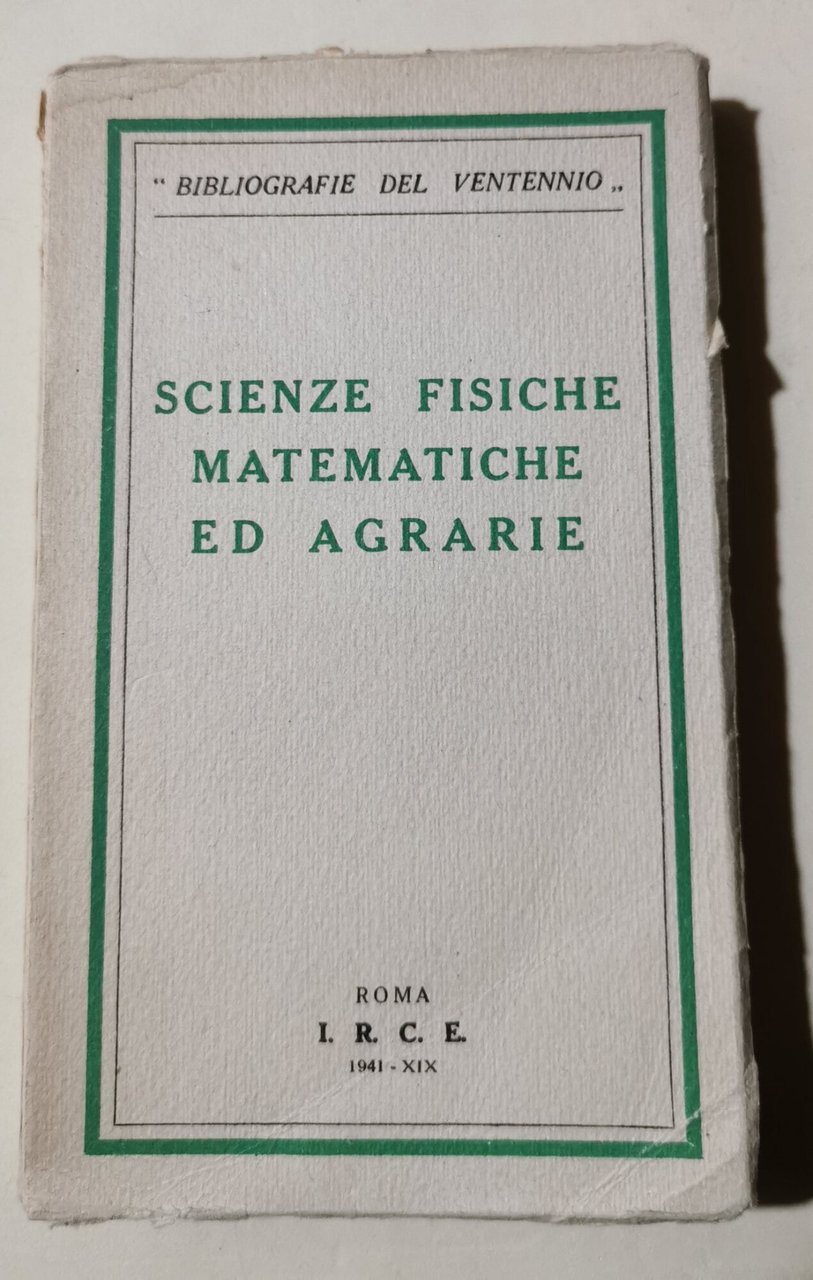 “ BIBLIOGRAFIE DEL VENTENNIO „
SCIENZE FISICHE
MATEMATICHE
ED AGRARIE
ROMA
I. R. C. E.
1941 - XIX